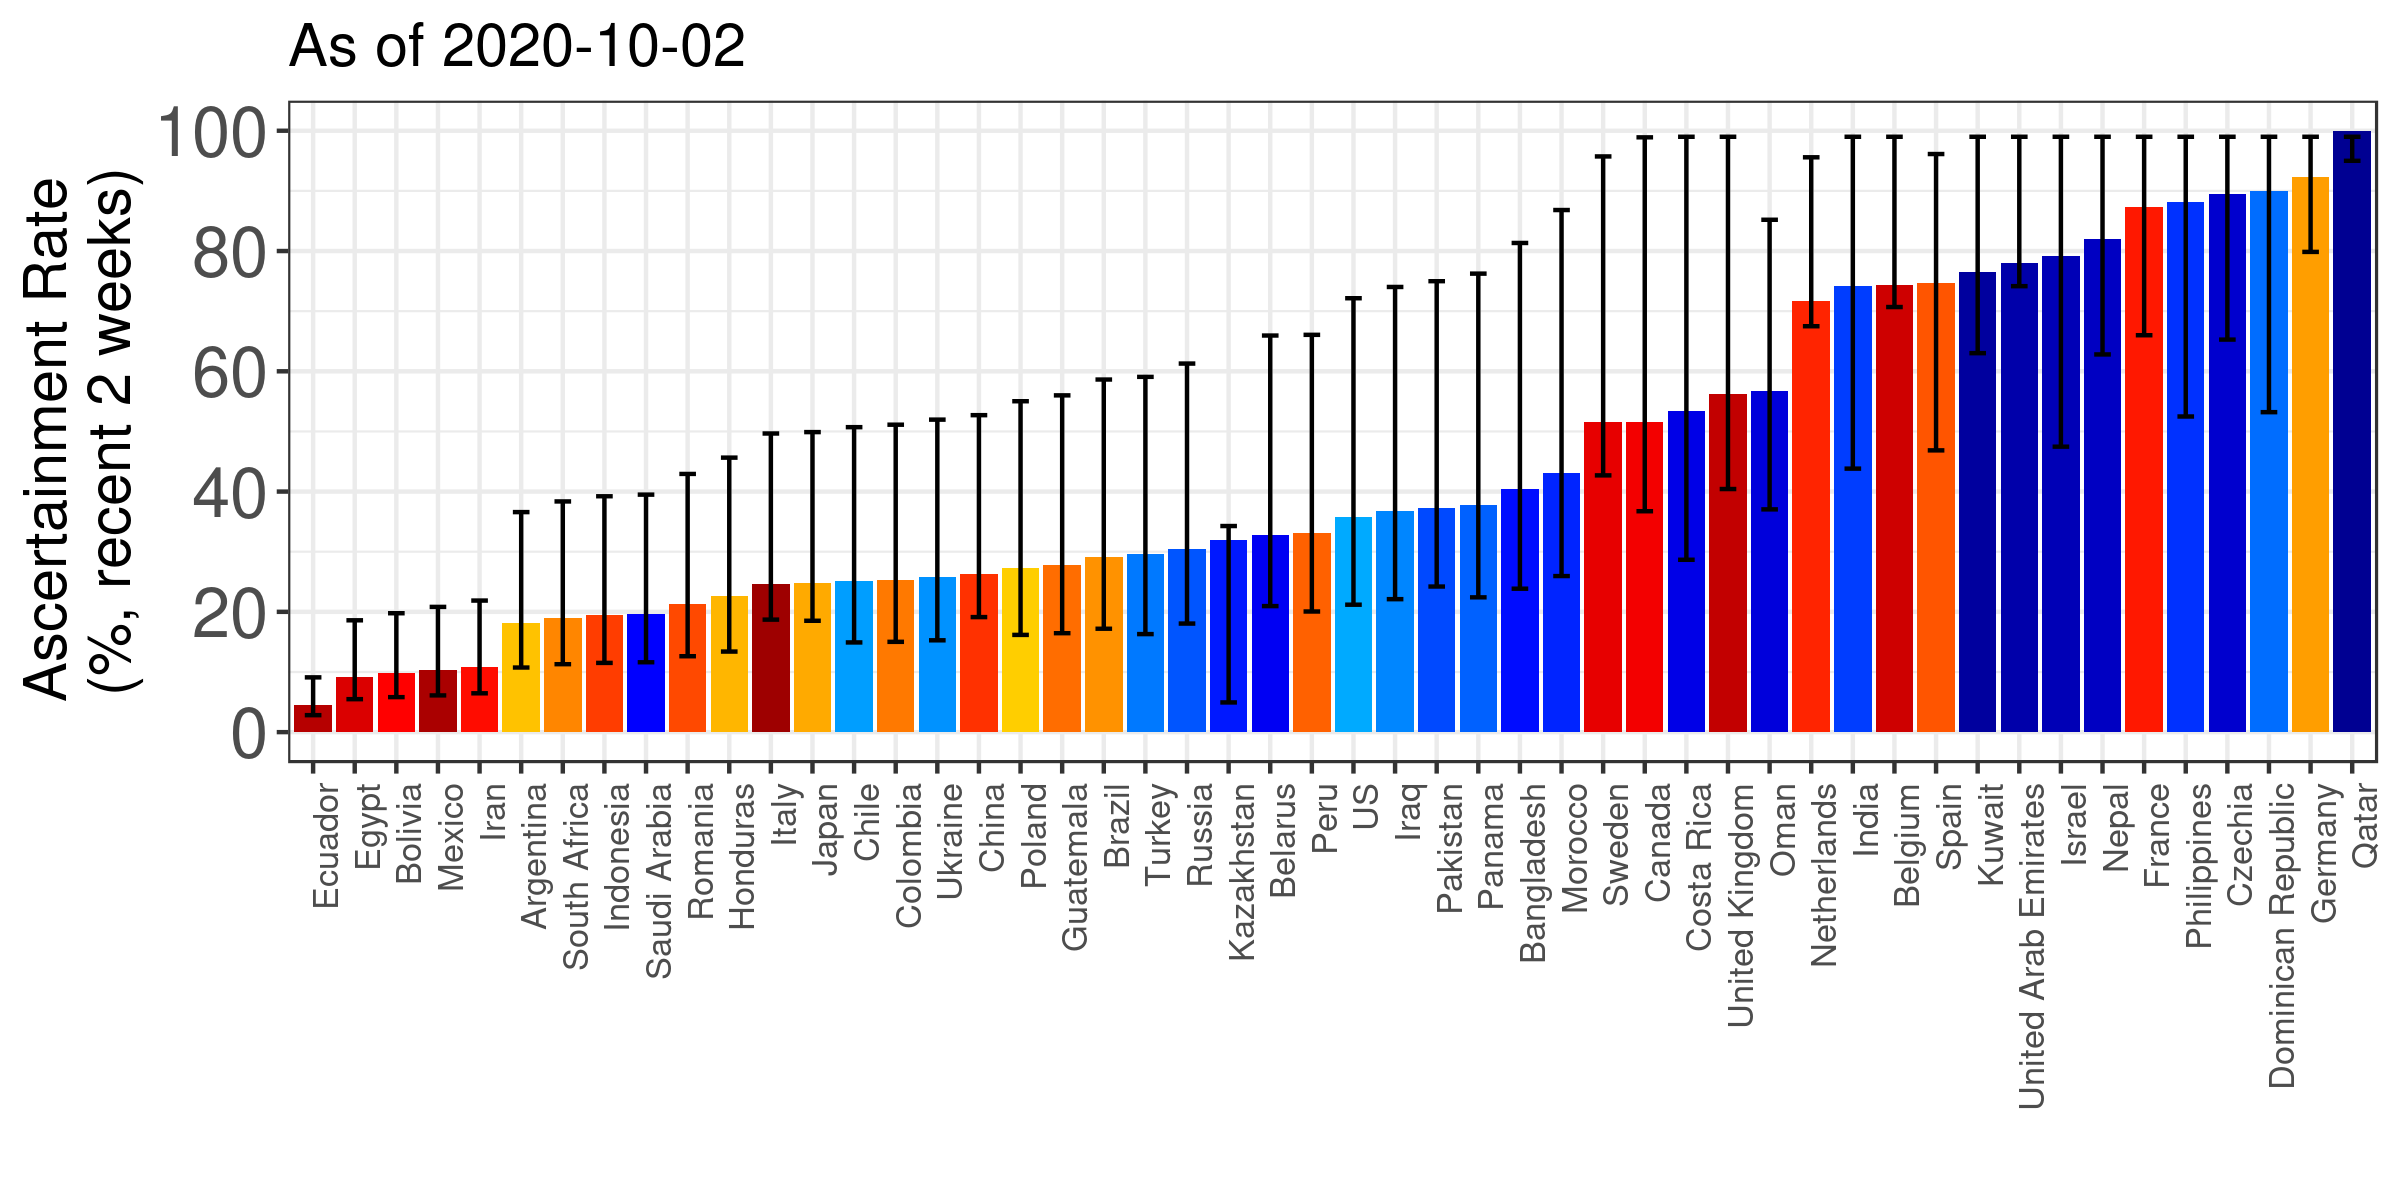 As of 2020-10-02
Ascertainment Rate
(%, recent 2 weeks)
100
80
60
40
20
0
Ecuador
Egypt
Bolivia
Mexico
Iran
Argentina
South Africa
Indonesia
Saudi Arabia
Romania
Honduras
Italy
Japan
Chile
Colombia
Ukraine
China
Poland
Guatemala
Brazil
Turkey
Russia
Kazakhstan
Belarus
Peru
US
Iraq
Pakistan
Panama
Bangladesh
Morocco
Sweden
Canada
Costa Rica
United Kingdom
Oman
Netherlands
India
Belgium
Spain
Kuwait
United Arab Emirates
Israel
Nepal
France
Philippines
Czechia
Dominican Republic
Germany
Qatar